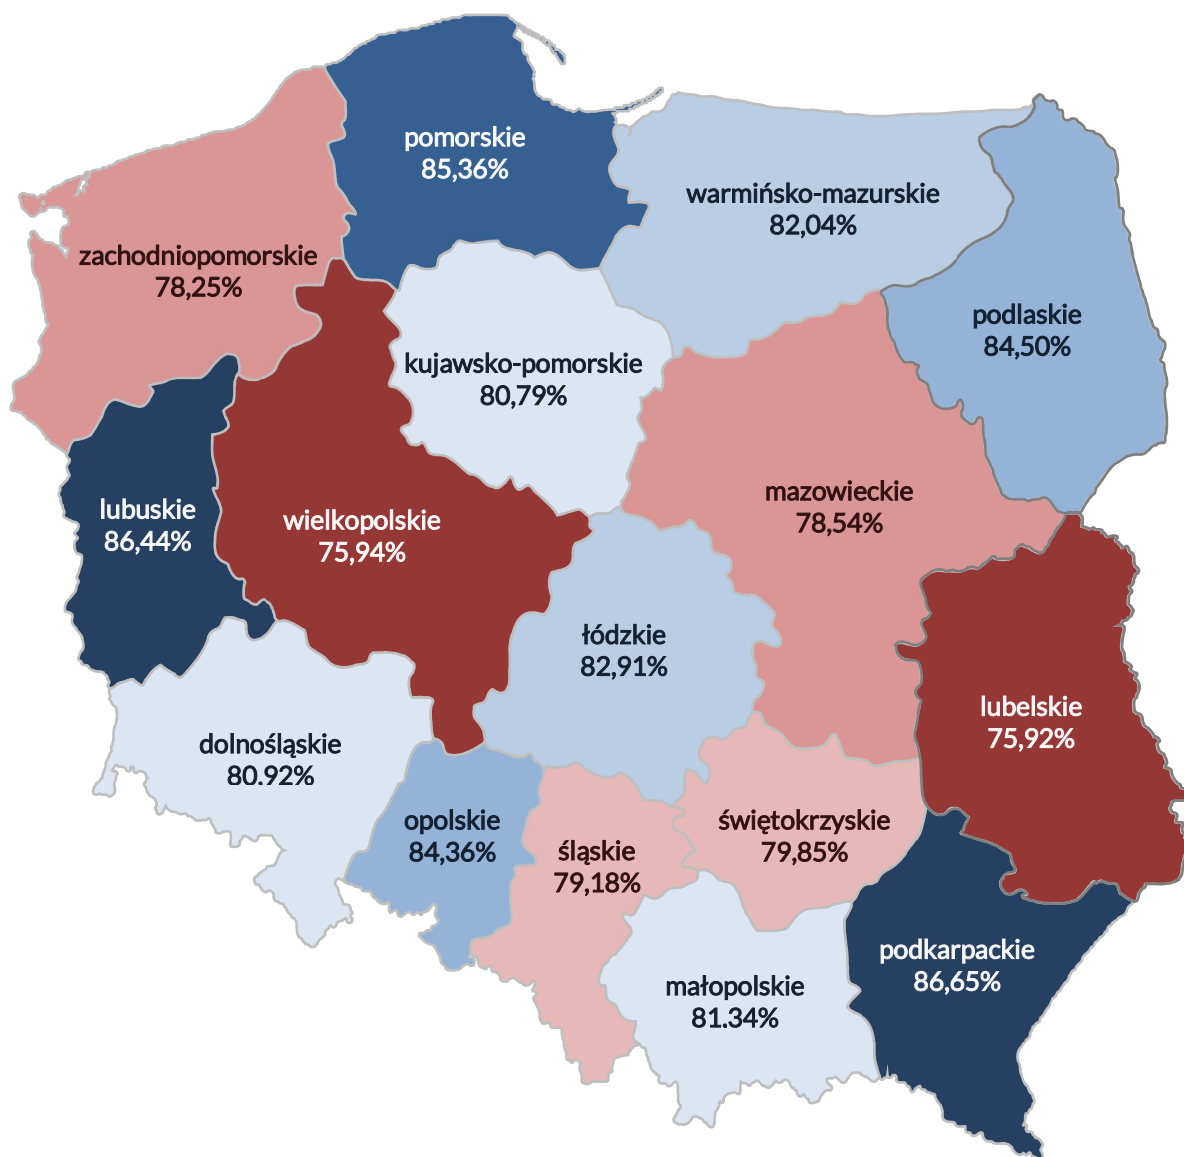 pomorskie
85,36%
warmińsko-mazurskie
82,04%
zachodniopomorskie
78,25%
podlaskie
84,50%
kujawsko-pomorskie
80,79%
mazowieckie
78,54%
lubuskie
86,44%
wielkopolskie
75,94%
łódzkie
82,91%
lubelskie
75,92%
dolnośląskie
80,92%
opolskie
84,36%
świętokrzyskie
79,85%
śląskie
79,18%
podkarpackie
86,65%
małopolskie
81,34%